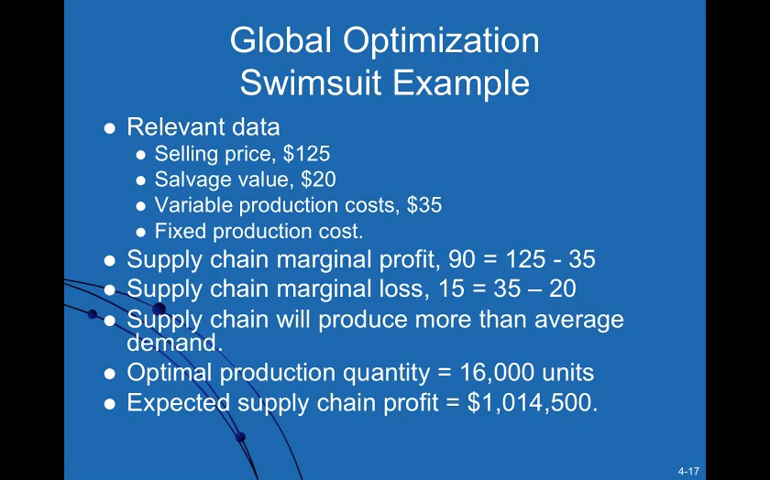 Global Optimization
Swimsuit Example
● Relevant data
● Selling price, $125
● Salvage value, $20
● Variable production costs, $35
● Fixed production cost.
● Supply chain marginal profit, 90 = 125 - 35
● Supply chain marginal loss, 15 = 35 – 20
● Supply chain will produce more than average
demand.
● Optimal production quantity = 16,000 units
● Expected supply chain profit = $1,014,500.
4-17